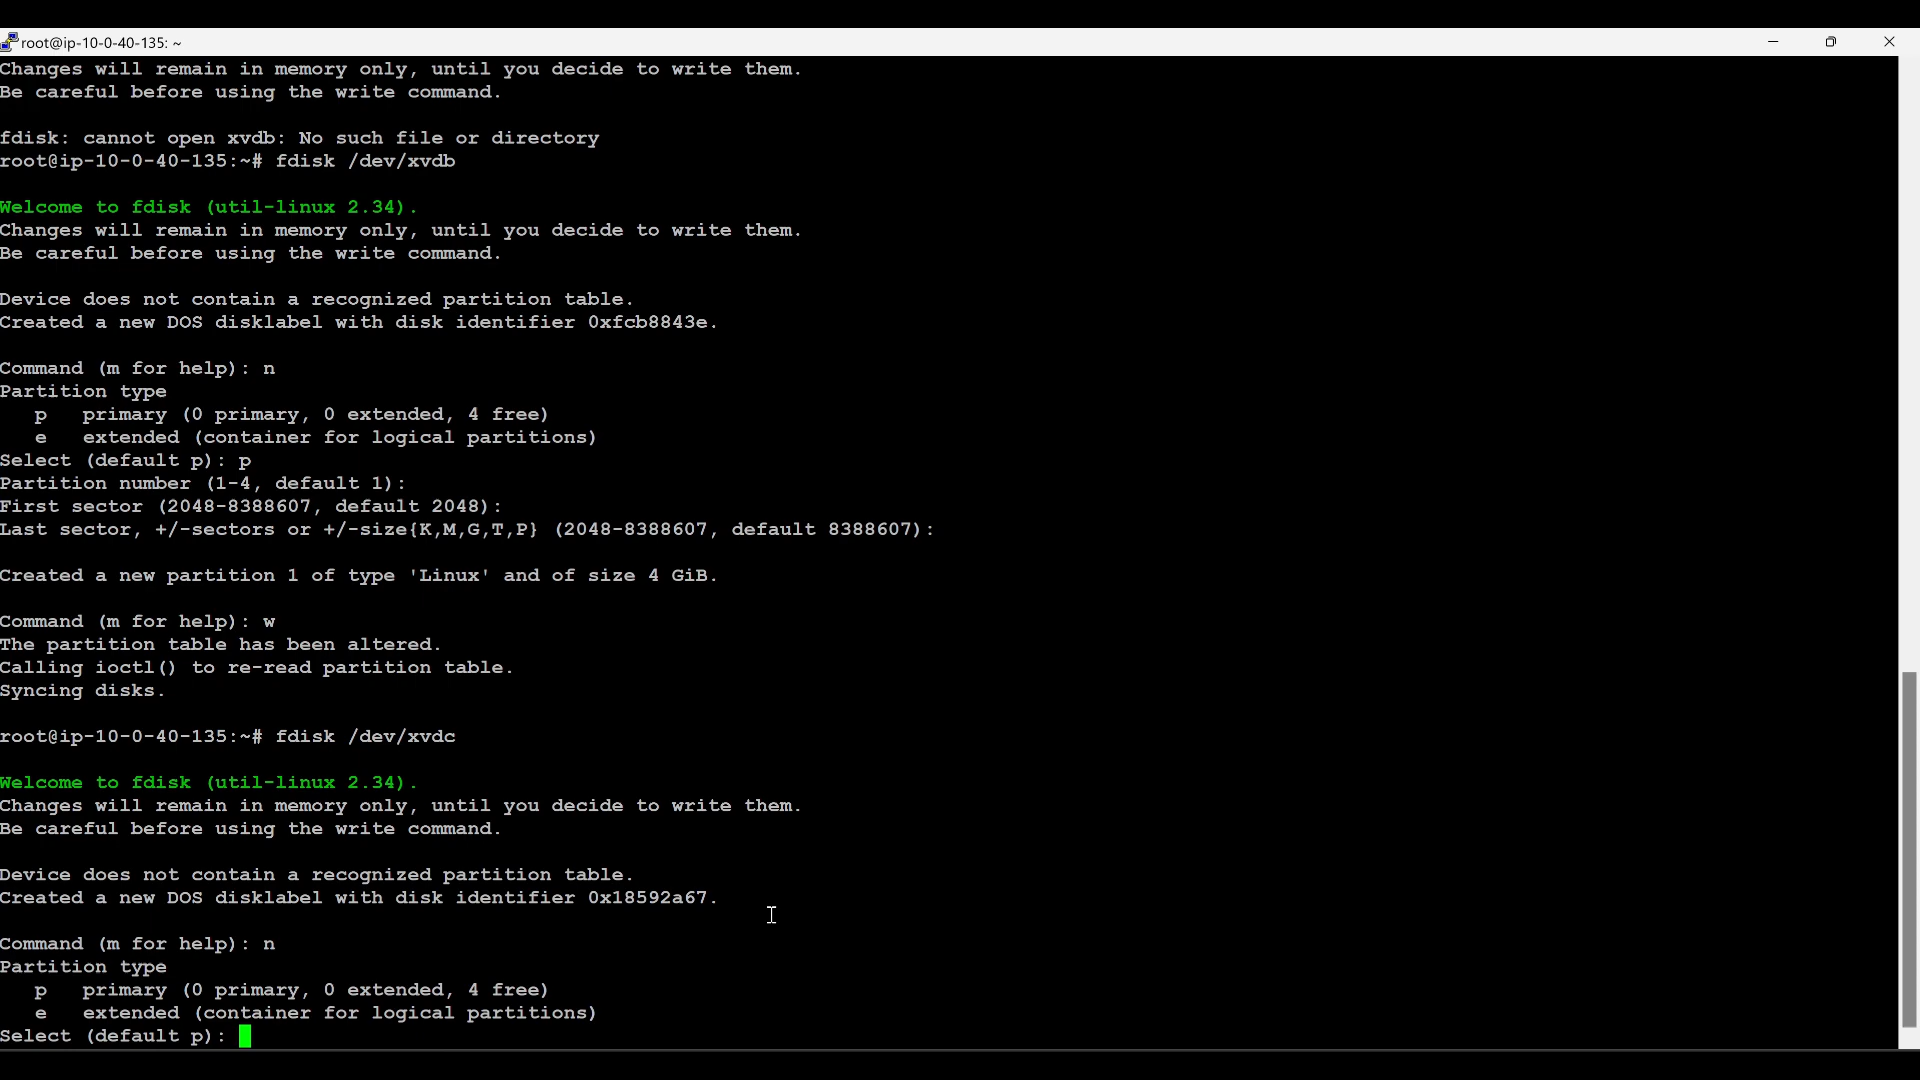 root@ip-10-0-40-135: ~
Changes will remain in memory only, until you decide to write them.
Be careful before using the write command.
fdisk: cannot open xvdb: No such file or directory
root@ip-10-0-40-135:~# fdisk /dev/xvdb
Welcome to fdisk (util-linux 2.34).
Changes will remain in memory only, until you decide to write them.
Be careful before using the write command.
Device does not contain a recognized partition table.
Created a new DOS disklabel with disk identifier 0xfcb8843e.
Command (m for help): n
Partition type
   p   primary (0 primary, 0 extended, 4 free)
   e   extended (container for logical partitions)
Select (default p): p
Partition number (1-4, default 1):
First sector (2048-8388607, default 2048):
Last sector, +/-sectors or +/-size{K,M,G,T,P} (2048-8388607, default 8388607):
Created a new partition 1 of type 'Linux' and of size 4 GiB.
Command (m for help): w
The partition table has been altered.
Calling ioctl() to re-read partition table.
Syncing disks.
root@ip-10-0-40-135:~# fdisk /dev/xvdc
Welcome to fdisk (util-linux 2.34).
Changes will remain in memory only, until you decide to write them.
Be careful before using the write command.
Device does not contain a recognized partition table.
Created a new DOS disklabel with disk identifier 0x18592a67.
Command (m for help): n
Partition type
   p   primary (0 primary, 0 extended, 4 free)
   e   extended (container for logical partitions)
Select (default p):